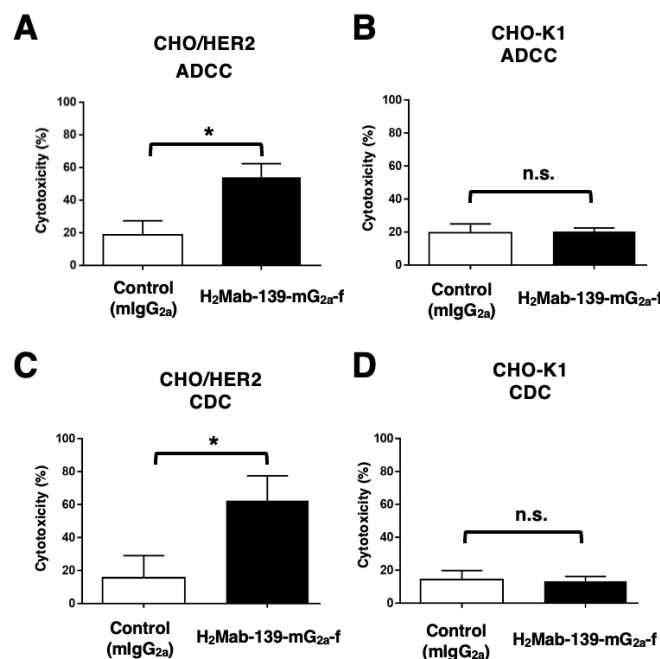 A
CHO/HER2
ADCC
Cytotoxicity (%)
100
80
60
40
20
0
*
Control
(mIgG2a)
H2Mab-139-mG2a-f
B
CHO-K1
ADCC
Cytotoxicity (%)
100
80
60
40
20
0
n.s.
Control
(mIgG2a)
H2Mab-139-mG2a-f
C
CHO/HER2
CDC
Cytotoxicity (%)
100
80
60
40
20
0
*
Control
(mIgG2a)
H2Mab-139-mG2a-f
D
CHO-K1
CDC
Cytotoxicity (%)
100
80
60
40
20
0
n.s.
Control
(mIgG2a)
H2Mab-139-mG2a-f